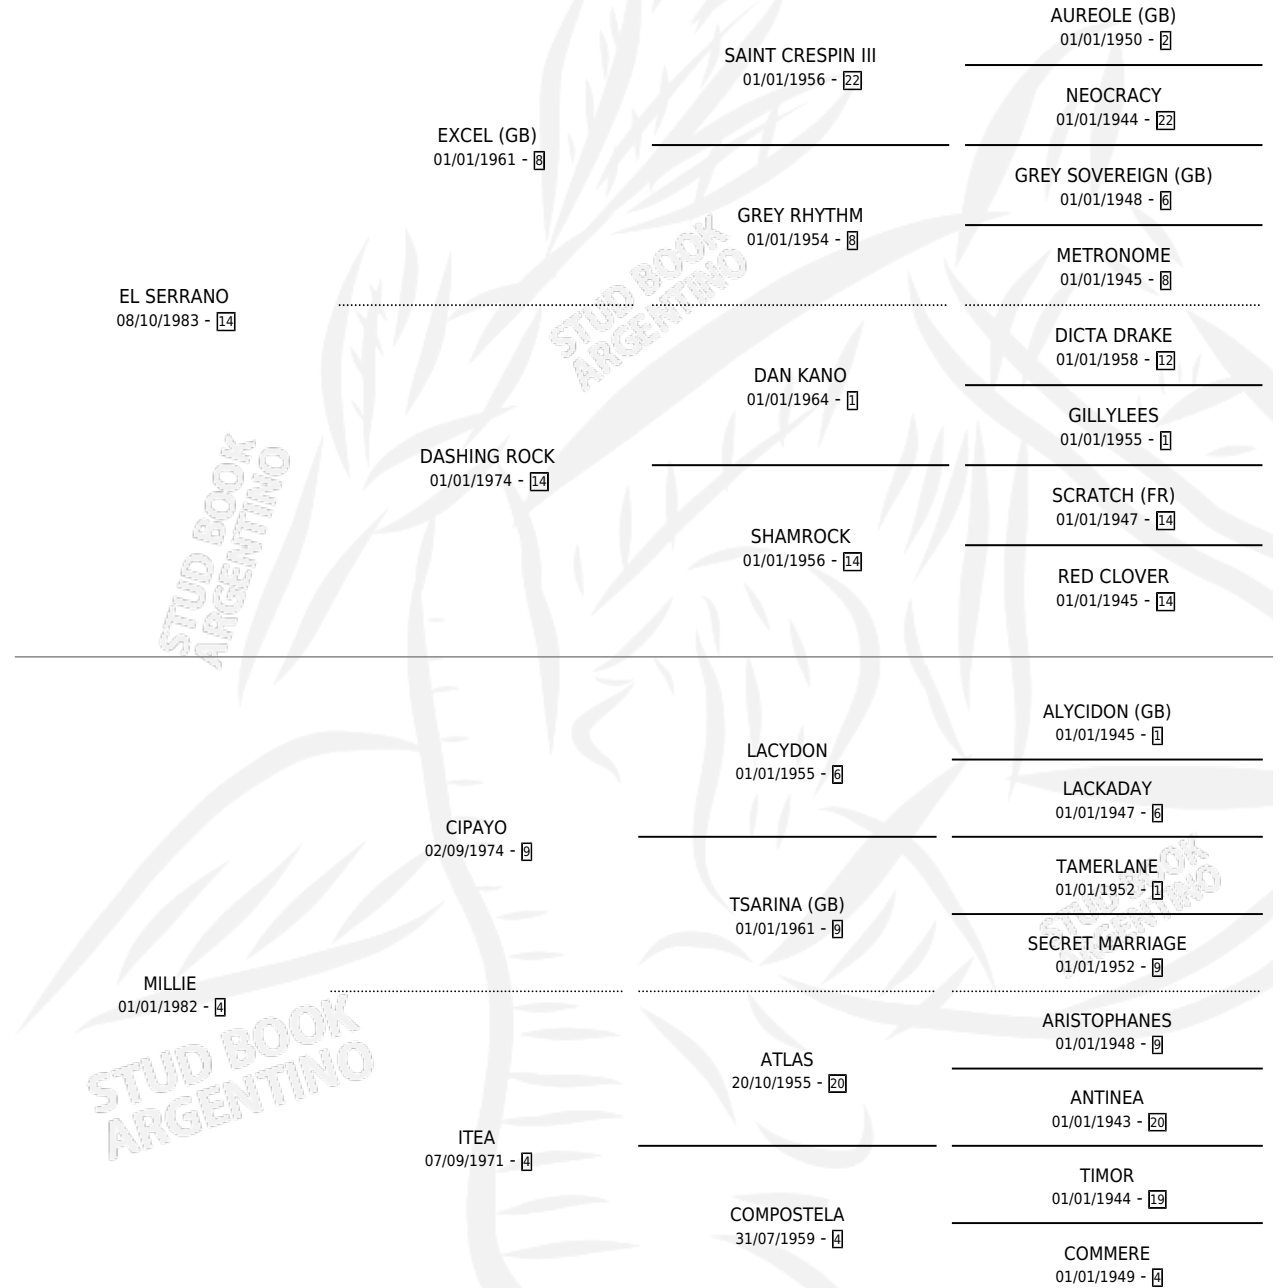 AUREOLE (GB)
01/01/1950 - 2
SAINT CRESPIN III
01/01/1956 - 22
NEOCRACY
01/01/1944 - 22
EXCEL (GB)
01/01/1961 - 8
GREY SOVEREIGN (GB)
01/01/1948 - 6
GREY RHYTHM
01/01/1954 - 8
METRONOME
01/01/1945 - 8
EL SERRANO
08/10/1983 - 14
DICTA DRAKE
01/01/1958 - 12
DAN KANO
01/01/1964 - 1
GILLYLEES
01/01/1955 - 1
DASHING ROCK
01/01/1974 - 14
SCRATCH (FR)
01/01/1947 - 14
SHAMROCK
01/01/1956 - 14
RED CLOVER
01/01/1945 - 14
STUD BOOK
ARGENTINO
STUD BOOK
ARGENTINO
ALYCIDON (GB)
01/01/1945 - 1
LACYDON
01/01/1955 - 6
LACKADAY
01/01/1947 - 6
CIPAYO
02/09/1974 - 9
TAMERLANE
01/01/1952 - 1
TSARINA (GB)
01/01/1961 - 9
SECRET MARRIAGE
01/01/1952 - 9
MILLIE
01/01/1982 - 4
ARISTOPHANES
01/01/1948 - 9
ATLAS
20/10/1955 - 20
ANTINEA
01/01/1943 - 20
ITEA
07/09/1971 - 4
TIMOR
01/01/1944 - 19
COMPOSTELA
31/07/1959 - 4
COMMERE
01/01/1949 - 4
STUD BOOK
ARGENTINO
STUD BOOK
ARGENTINO